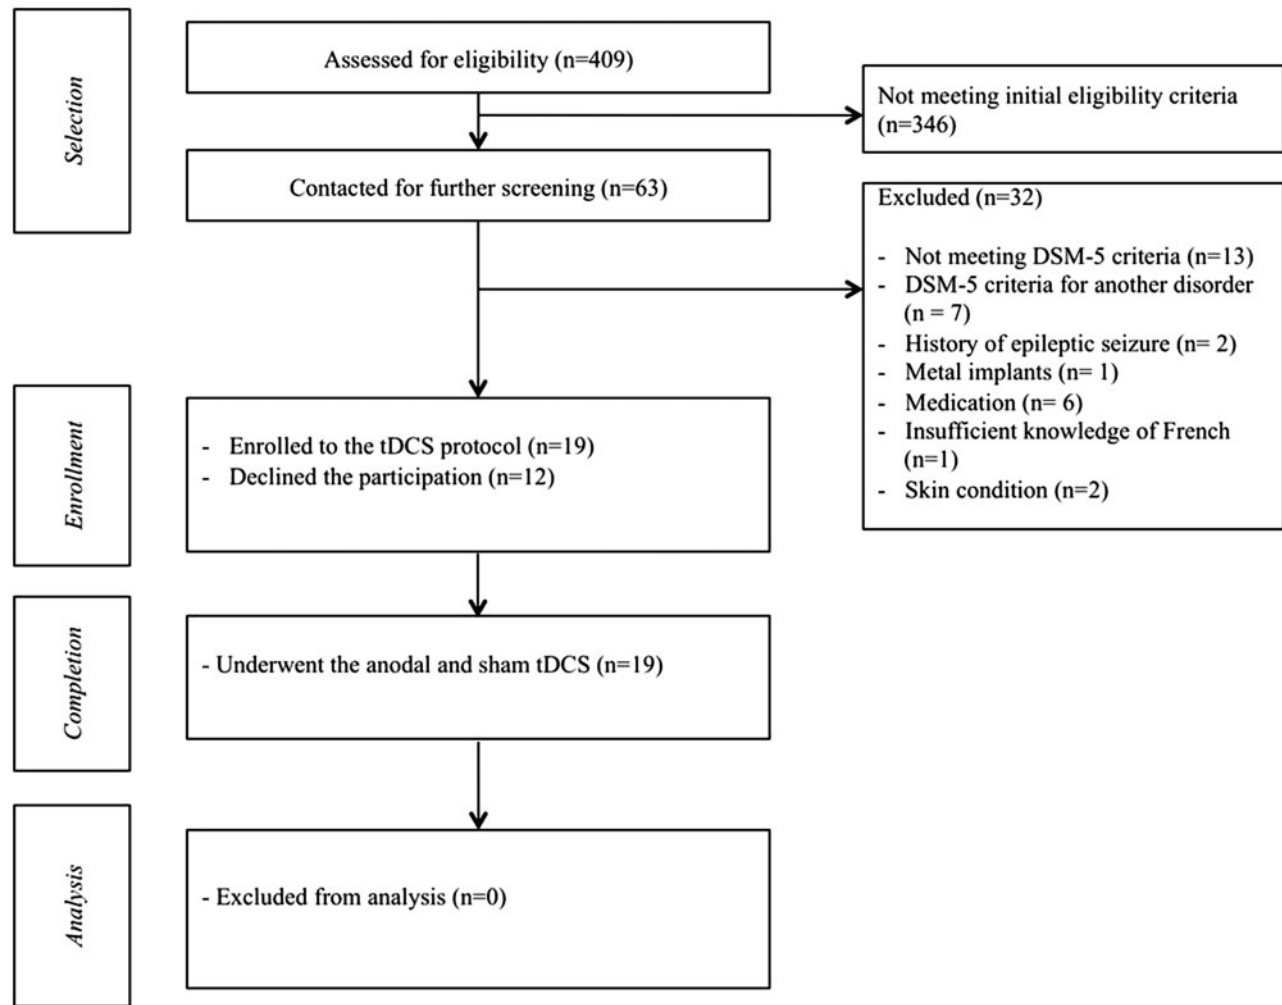 Selection
Assessed for eligibility (n=409)
Not meeting initial eligibility criteria
(n=346)
Contacted for further screening (n=63)
Excluded (n=32)
- Not meeting DSM-5 criteria (n=13)
- DSM-5 criteria for another disorder
(n = 7)
- History of epileptic seizure (n= 2)
- Metal implants (n= 1)
- Medication (n= 6)
- Insufficient knowledge of French
(n=1)
- Skin condition (n=2)
Enrollment
- Enrolled to the tDCS protocol (n=19)
- Declined the participation (n=12)
Completion
- Underwent the anodal and sham tDCS (n=19)
Analysis
- Excluded from analysis (n=0)